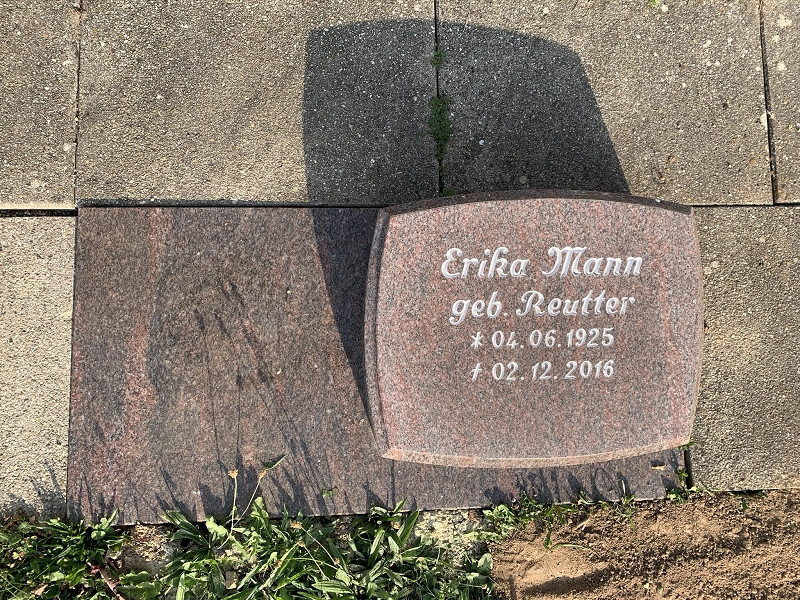 Erika Mann
geb. Reutter
* 04.06.1925
† 02.12.2016